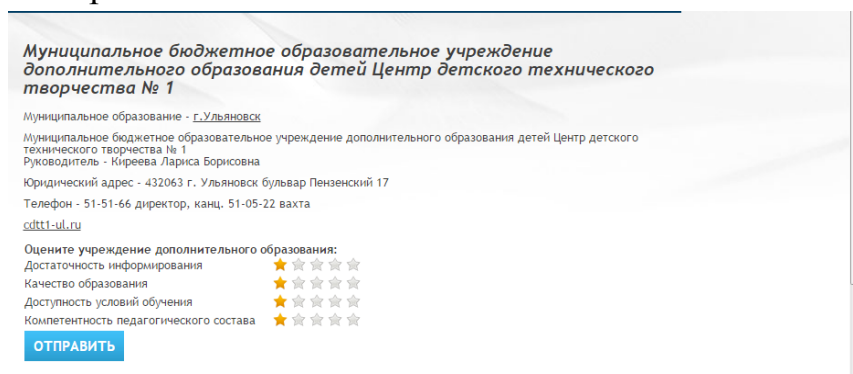 Муниципальное бюджетное образовательное учреждение
дополнительного образования детей Центр детского технического
творчества № 1
Муниципальное образование - г.Ульяновск
Муниципальное бюджетное образовательное учреждение дополнительного образования детей Центр детского
технического творчества № 1
Руководитель - Киреева Лариса Борисовна
Юридический адрес - 432063 г. Ульяновск бульвар Пензенский 17
Телефон - 51-51-66 директор, канц. 51-05-22 вахта
cdtt1-ul.ru
Оцените учреждение дополнительного образования:
Достаточность информирования
Качество образования
Доступность условий обучения
Компетентность педагогического состава
ОТПРАВИТЬ